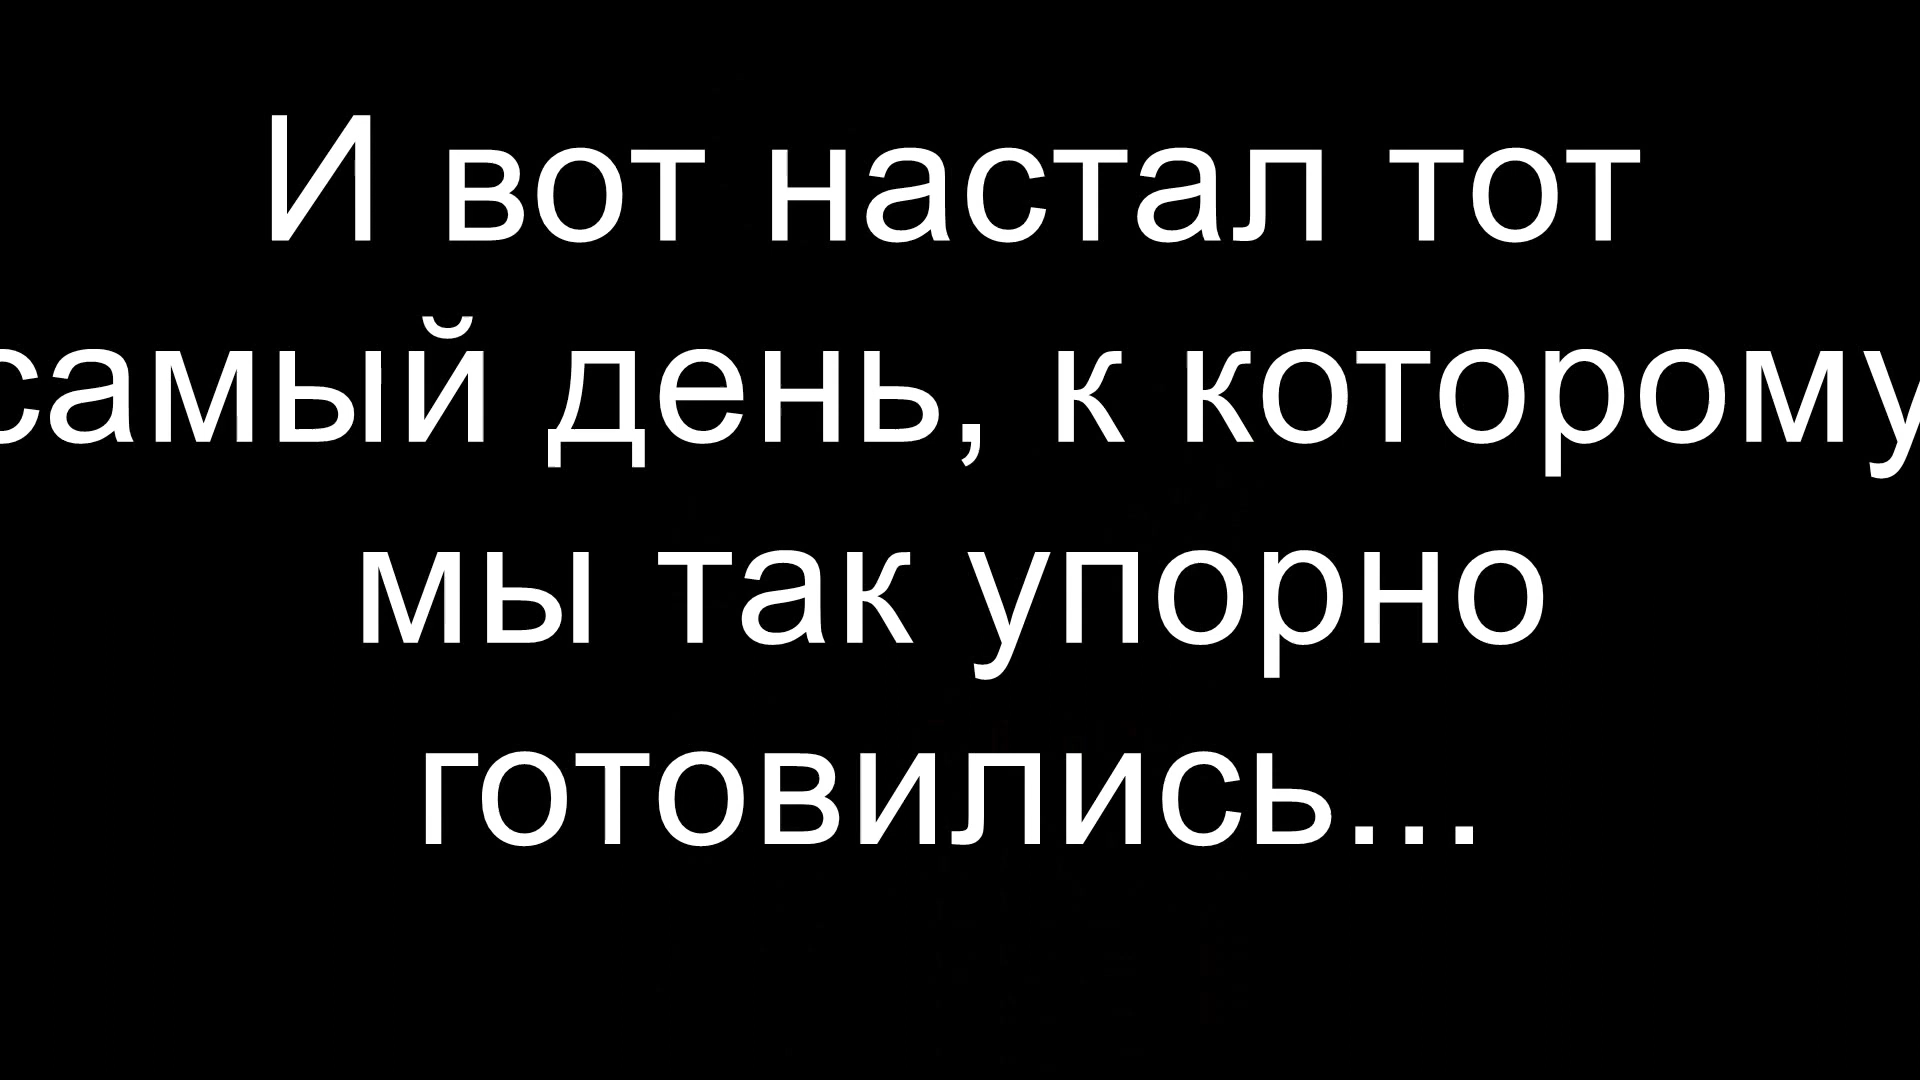 И вот настал тот
самый день, к которому
мы так упорно
готовились...